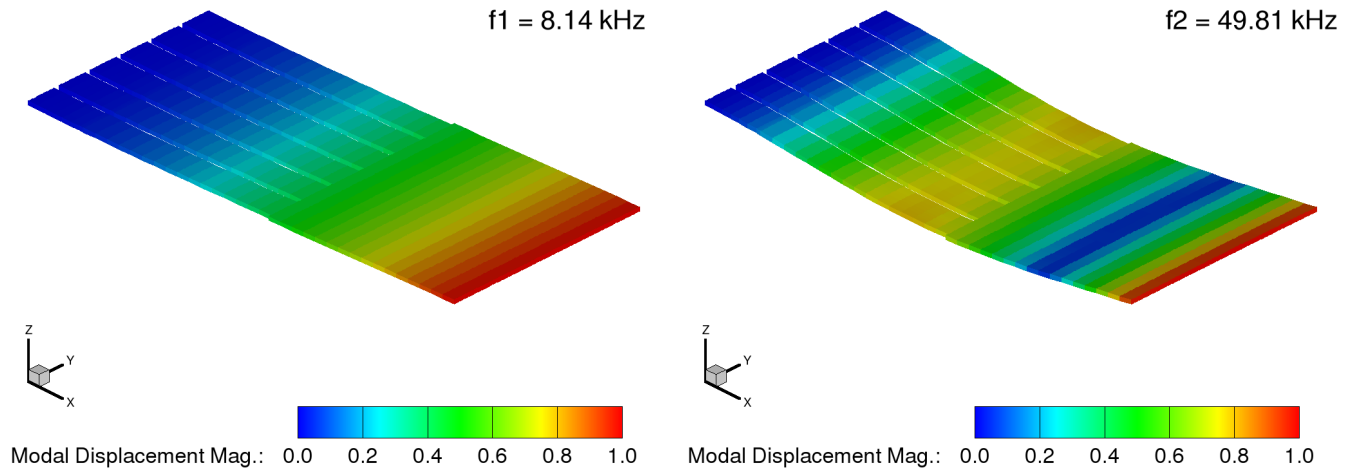 f1 = 8.14 kHz
f2 = 49.81 kHz
Z
Y
X
Z
Y
X
Modal Displacement Mag.: 0.0 0.2 0.4 0.6 0.8 1.0
Modal Displacement Mag.: 0.0 0.2 0.4 0.6 0.8 1.0